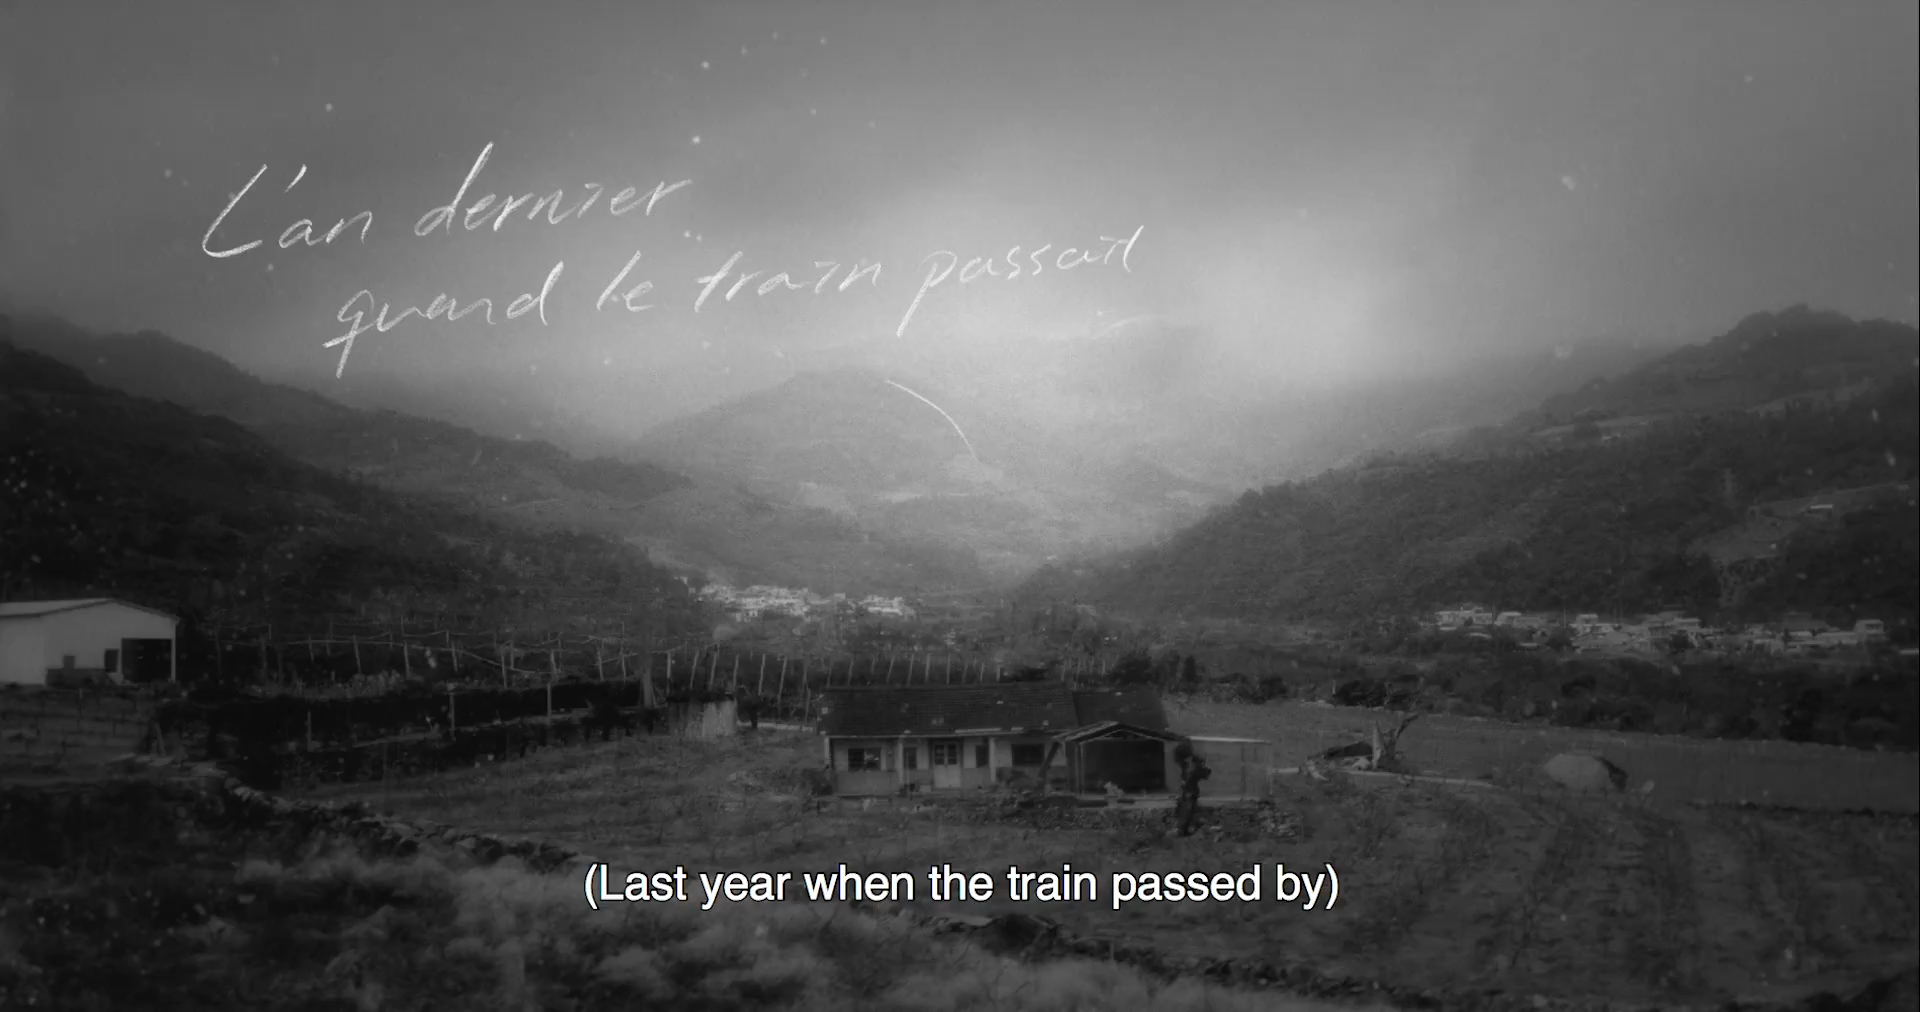 L'an dernier
quand le train passait
(Last year when the train passed by)